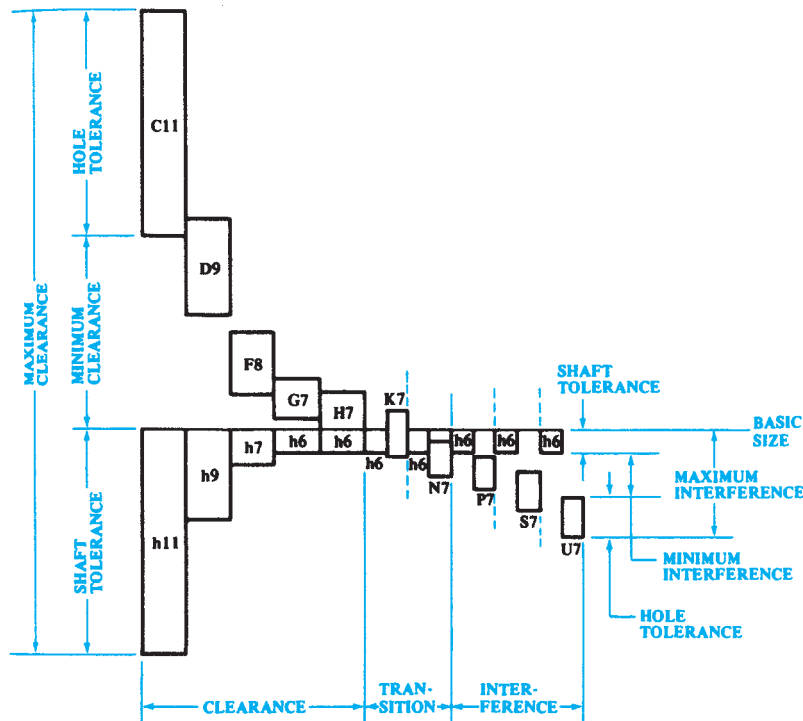 HOLE
TOLERANCE
C11
D9
MAXIMUM
CLEARANCE
MINIMUM
CLEARANCE
F8
G7
H7
K7
SHAFT
TOLERANCE
BASIC
SIZE
h11
h9
h7
h6
h6
h6
h6
h6
h6
h6
N7
P7
S7
U7
MAXIMUM
INTERFERENCE
MINIMUM
INTERFERENCE
HOLE
TOLERANCE
SHAFT
TOLERANCE
CLEARANCE
TRAN-
SITION
INTER-
FERENCE